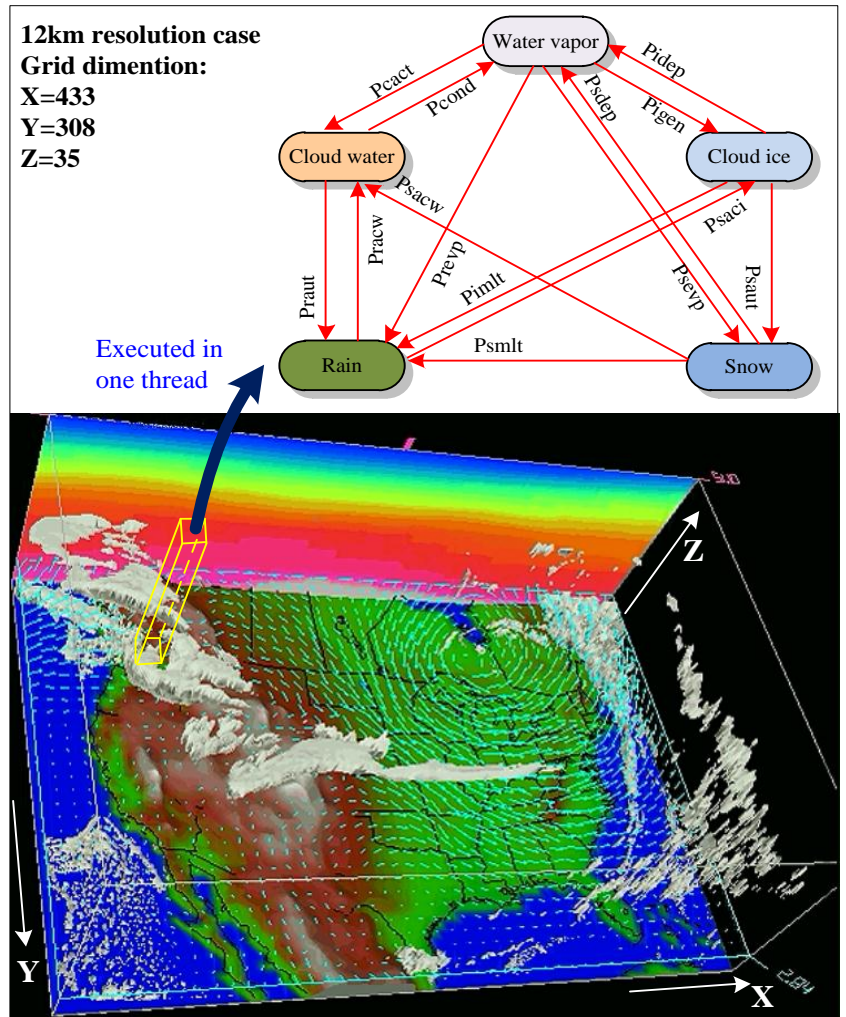 12km resolution case
Grid dimention:
X=433
Y=308
Z=35
Water vapor
Pcact
Pcond
Psdep
Pidep
Pigen
Cloud water
Cloud ice
Psacw
Psaci
Praut
Pracw
Prevp
Pimlt
Psevp
Psaut
Executed in
one thread
Rain
Psmlt
Snow
Z
Y
X